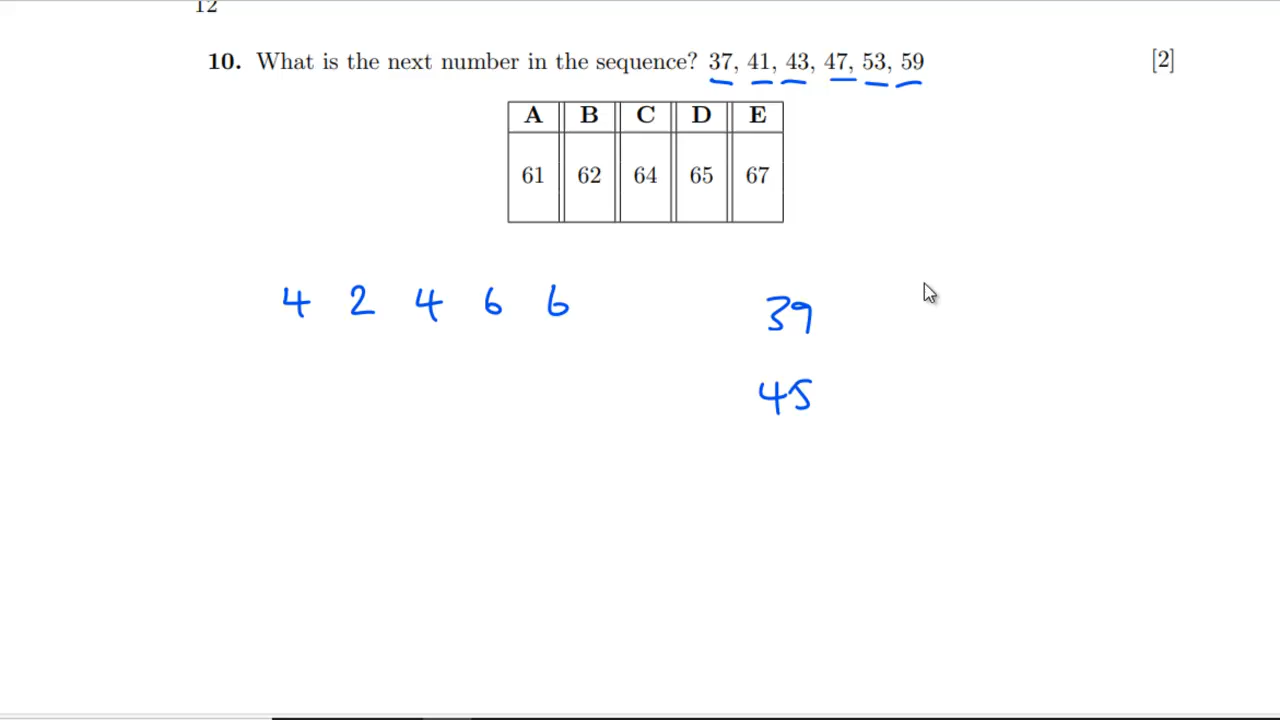 12
10. What is the next number in the sequence? 37, 41, 43, 47, 53, 59 [2]
A B C D E
61 62 64 65 67
4 2 4 6 6 39
45